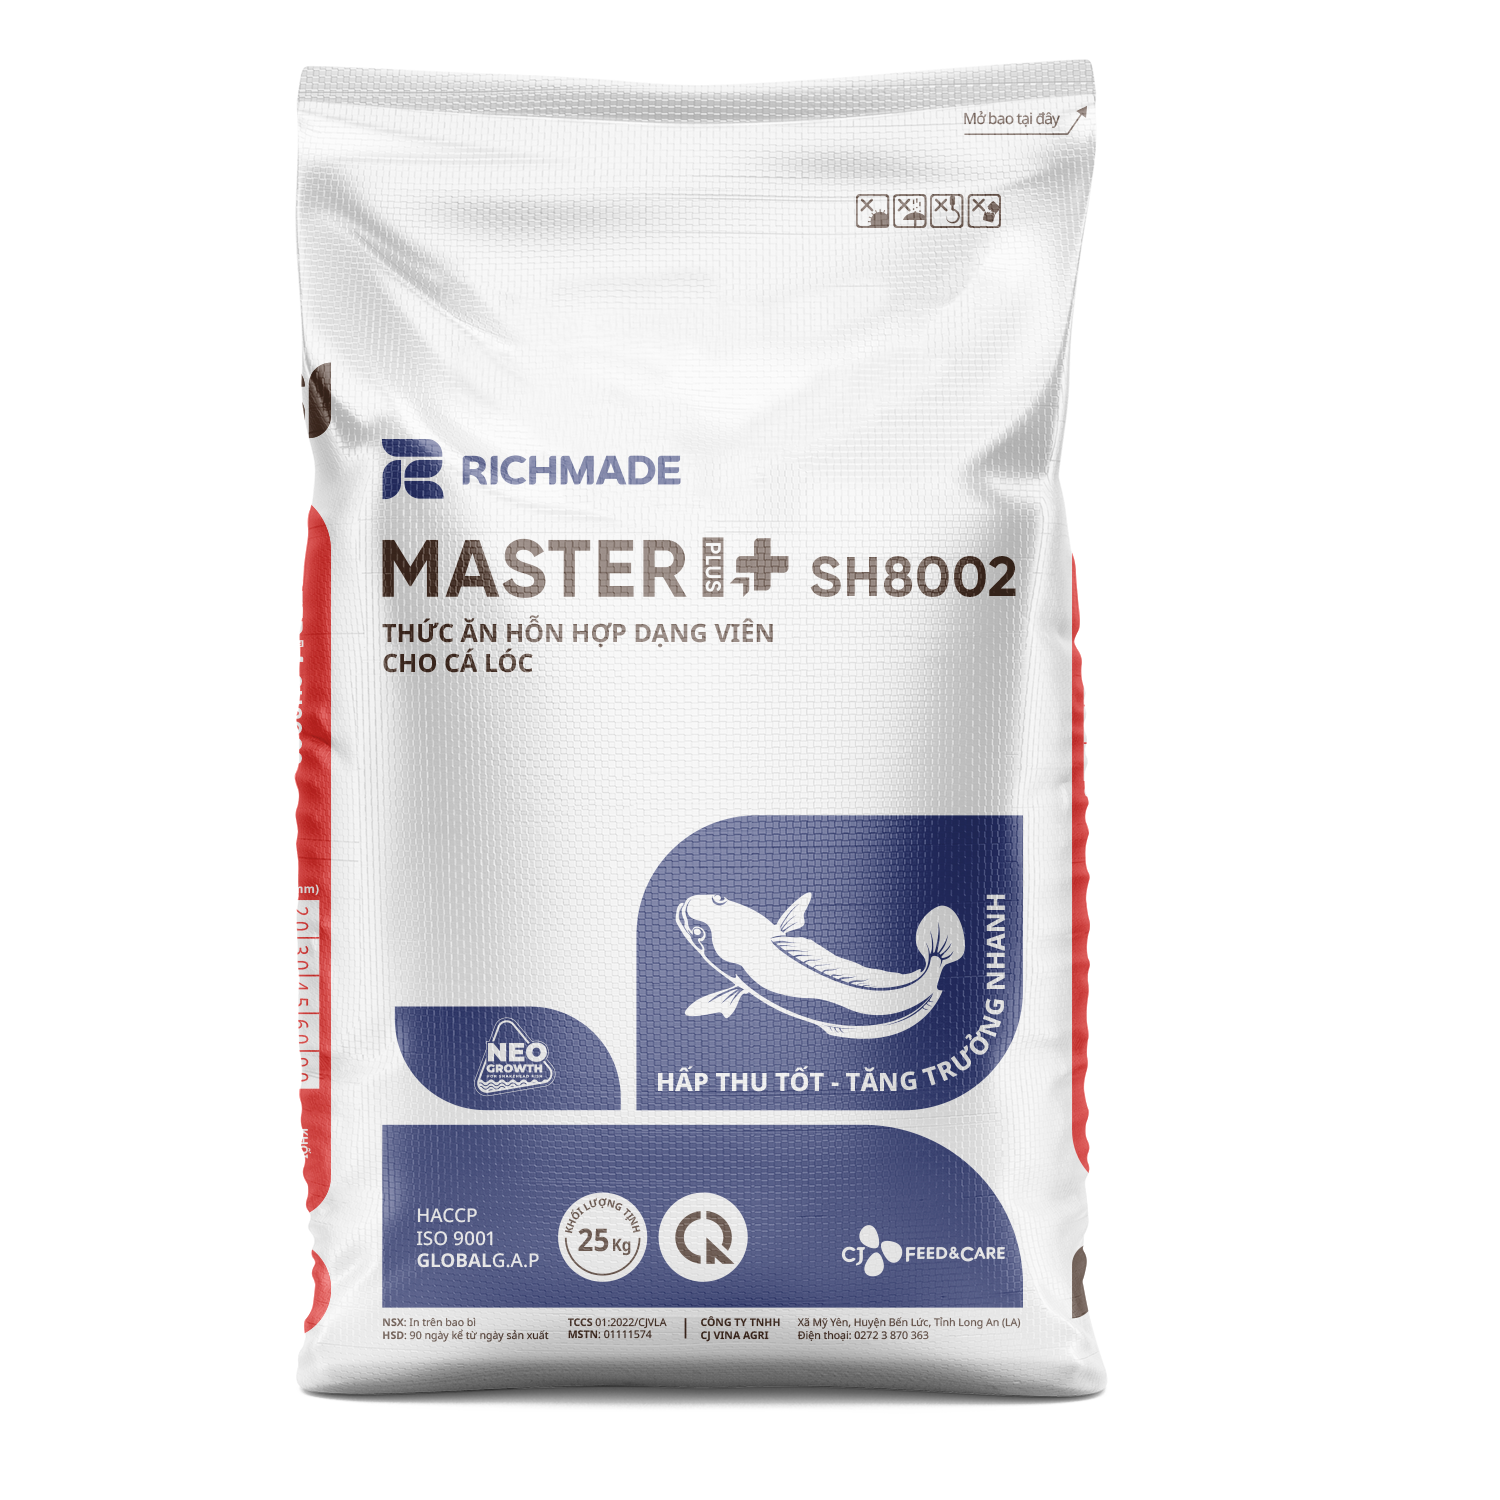 Mở bao tại đây
RICHMADE
MASTER PLUS SH8002
THỨC ĂN HỖN HỢP DẠNG VIÊN
CHO CÁ LÓC
HẤP THU TỐT - TĂNG TRƯỞNG NHANH
NEO
GROWTH
FOR SNAKEHEAD FISH
HACCP
ISO 9001
GLOBALG.A.P
KHỐI LƯỢNG TỊNH
25 Kg
CJ FEED&CARE
NSX: In trên bao bì
HSD: 90 ngày kể từ ngày sản xuất
TCCS 01:2022/CJVLA
MSTN: 01111574
CÔNG TY TNHH
CJ VINA AGRI
Xã Mỹ Yên, Huyện Bến Lức, Tỉnh Long An (LA)
Điện thoại: 0272 3 870 363